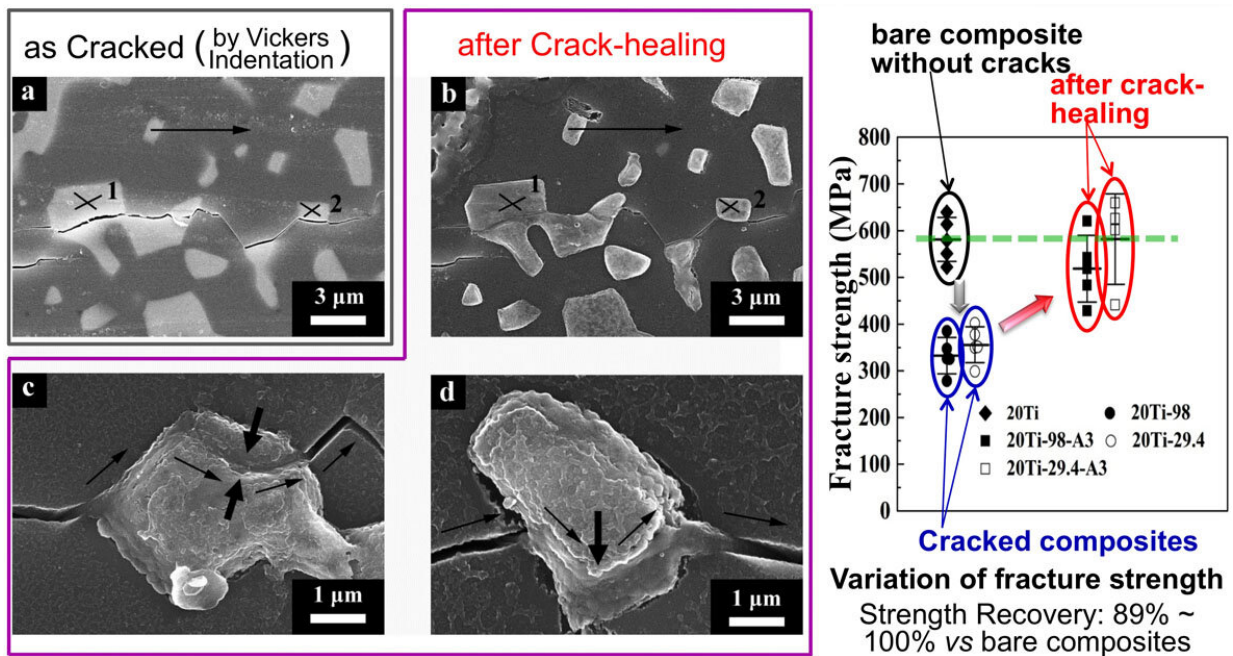 as Cracked (by Vickers Indentation)
after Crack-healing
a
1
2
3 µm
b
1
2
3 µm
c
1 µm
d
1 µm
bare composite
without cracks
after crack-
healing
Fracture strength (MPa)
800
700
600
500
400
300
200
100
0
20Ti
20Ti-98
20Ti-98-A3
20Ti-29.4
20Ti-29.4-A3
Cracked composites
Variation of fracture strength
Strength Recovery: 89% ~
100% vs bare composites